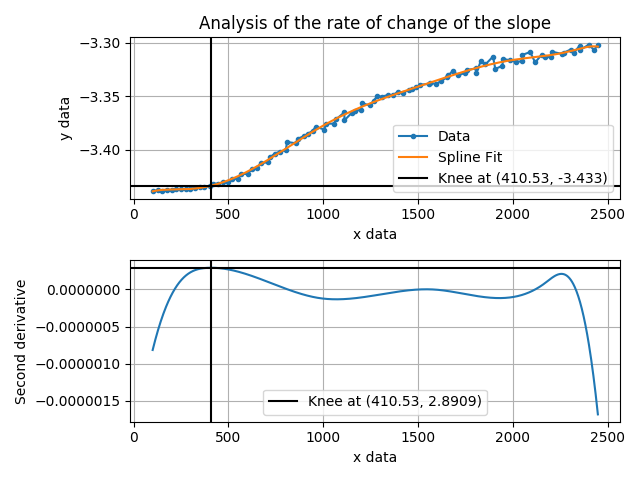 Analysis of the rate of change of the slope
−3.30
−3.35
−3.40
y data
Data
Spline Fit
Knee at (410.53, -3.433)
0
500
1000
1500
2000
2500
x data
0.0000000
−0.0000005
−0.0000010
−0.0000015
Second derivative
Knee at (410.53, 2.8909)
0
500
1000
1500
2000
2500
x data